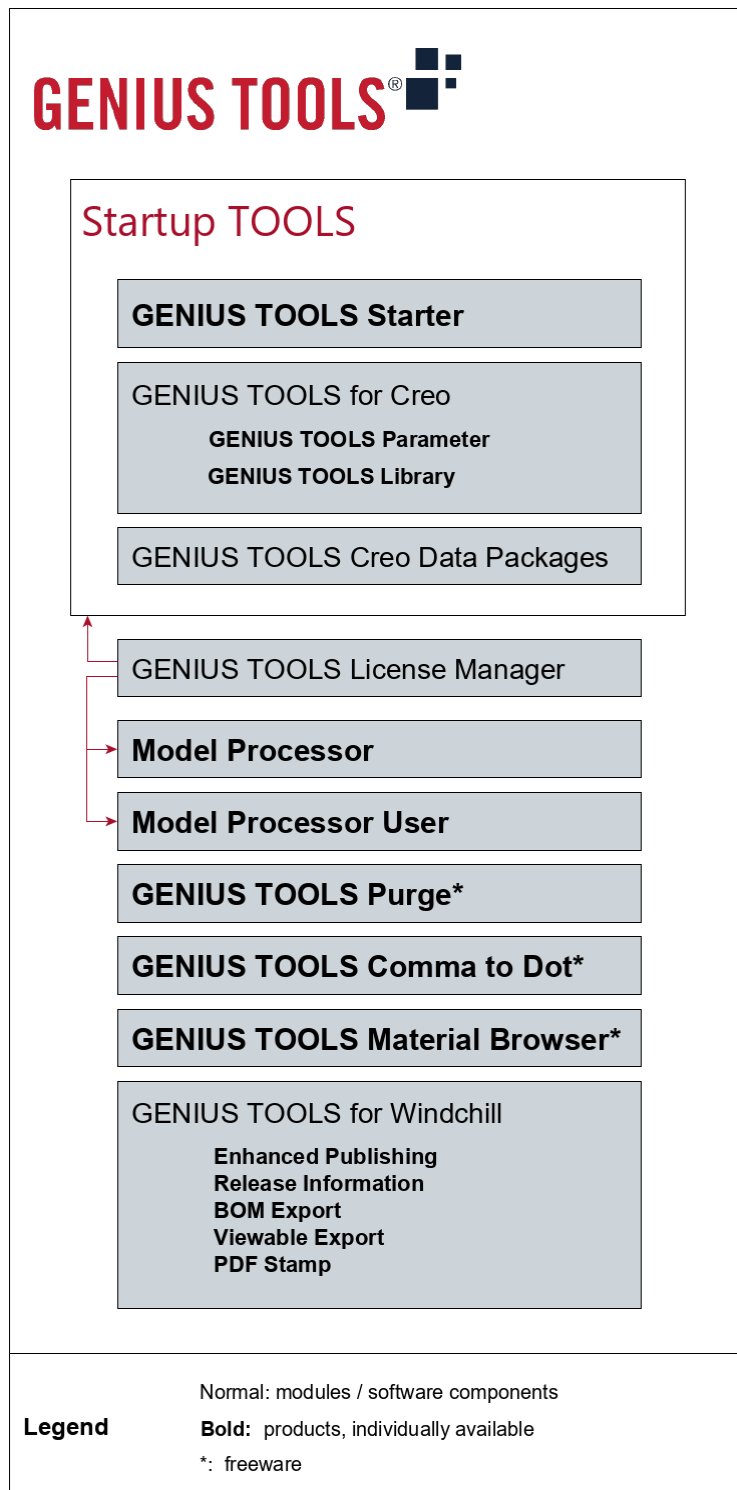 GENIUS TOOLS®
Startup TOOLS
GENIUS TOOLS Starter
GENIUS TOOLS for Creo
GENIUS TOOLS Parameter
GENIUS TOOLS Library
GENIUS TOOLS Creo Data Packages
GENIUS TOOLS License Manager
Model Processor
Model Processor User
GENIUS TOOLS Purge*
GENIUS TOOLS Comma to Dot*
GENIUS TOOLS Material Browser*
GENIUS TOOLS for Windchill
Enhanced Publishing
Release Information
BOM Export
Viewable Export
PDF Stamp
Legend
Normal: modules / software components
Bold: products, individually available
*: freeware